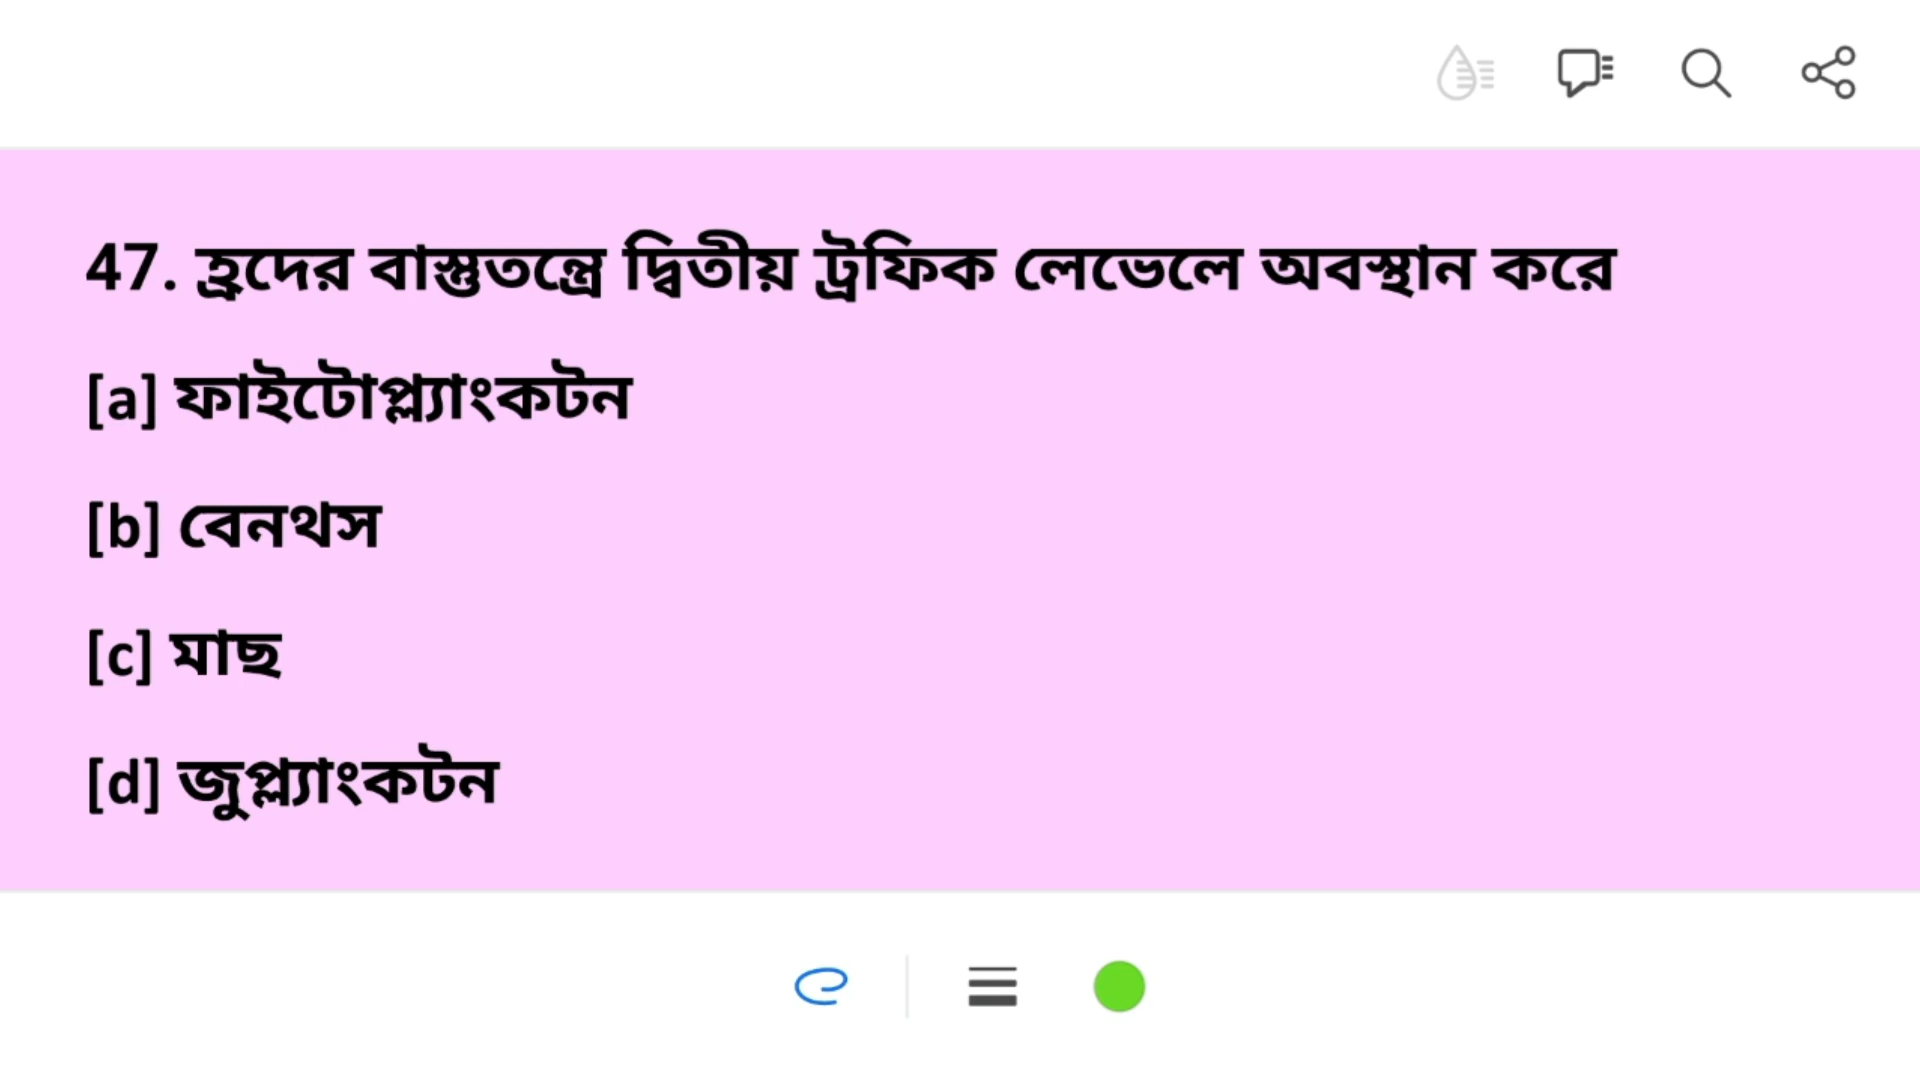 47. হ্রদের বাস্তুতন্ত্রে দ্বিতীয় ট্রফিক লেভেলে অবস্থান করে
[a] ফাইটোপ্ল্যাংকটন
[b] বেনথস
[c] মাছ
[d] জুপ্ল্যাংকটন